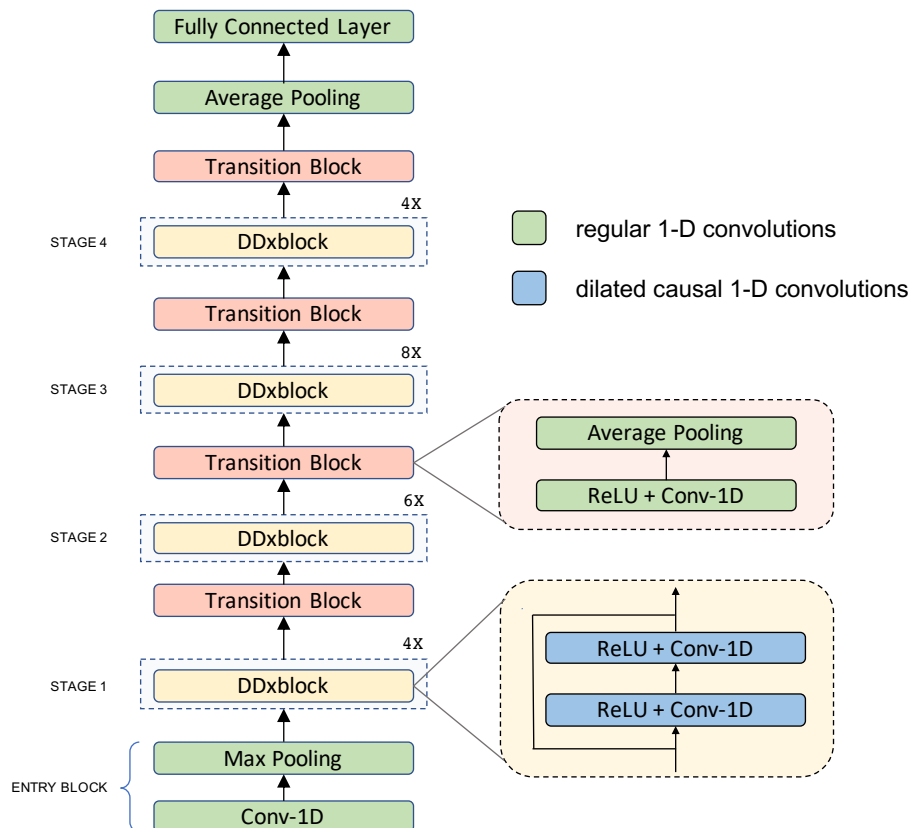 Fully Connected Layer
Average Pooling
Transition Block
4X
STAGE 4
DDxblock
Transition Block
8X
STAGE 3
DDxblock
Transition Block
6X
STAGE 2
DDxblock
Transition Block
4X
STAGE 1
DDxblock
Max Pooling
ENTRY BLOCK
Conv-1D
regular 1-D convolutions
dilated causal 1-D convolutions
Average Pooling
ReLU + Conv-1D
ReLU + Conv-1D
ReLU + Conv-1D